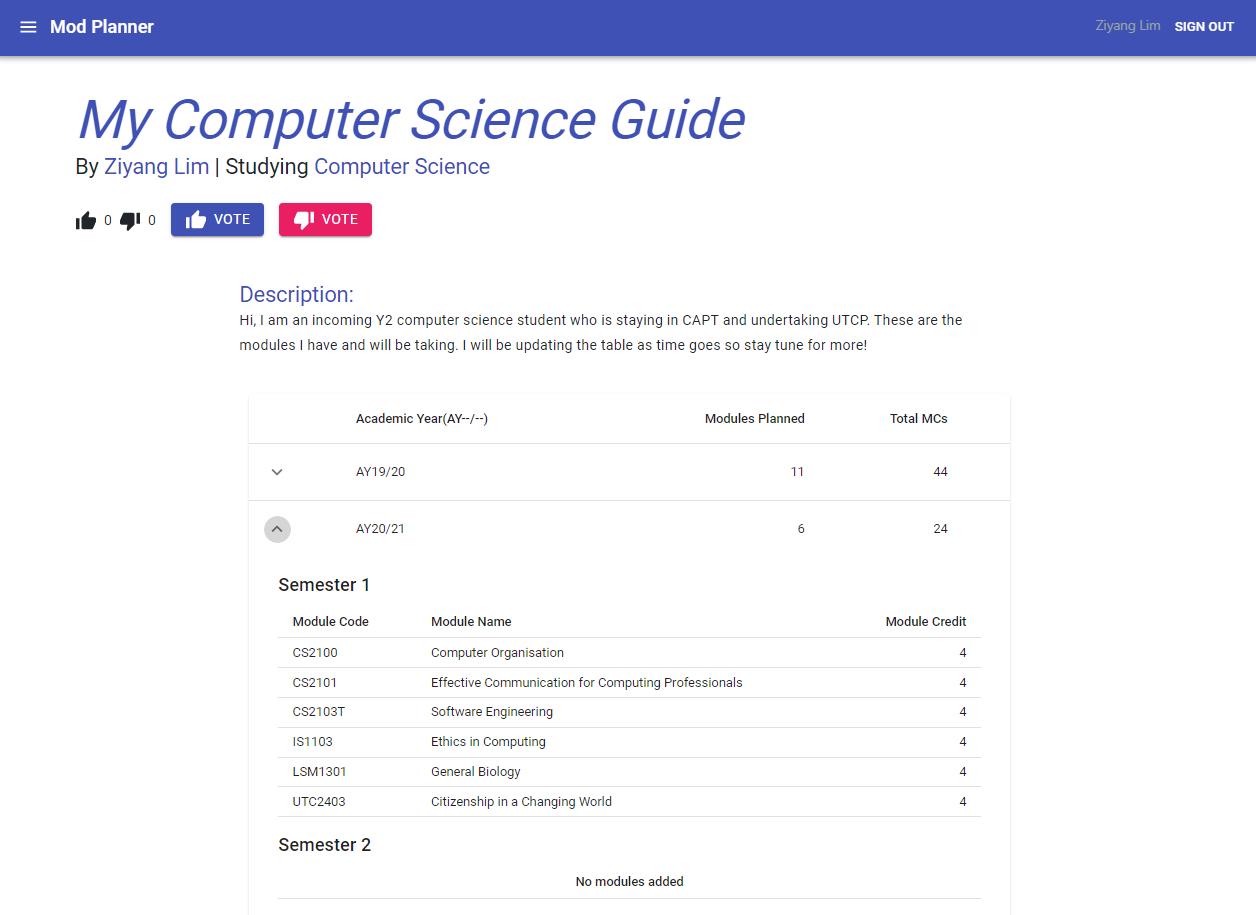 Mod Planner
Ziyang Lim SIGN OUT
My Computer Science Guide
By Ziyang Lim | Studying Computer Science
0 0 VOTE VOTE
Description:
Hi, I am an incoming Y2 computer science student who is staying in CAPT and undertaking UTCP. These are the
modules I have and will be taking. I will be updating the table as time goes so stay tune for more!
Academic Year(AY--/--) Modules Planned Total MCs
AY19/20 11 44
AY20/21 6 24
Semester 1
Module Code Module Name Module Credit
CS2100 Computer Organisation 4
CS2101 Effective Communication for Computing Professionals 4
CS2103T Software Engineering 4
IS1103 Ethics in Computing 4
LSM1301 General Biology 4
UTC2403 Citizenship in a Changing World 4
Semester 2
No modules added